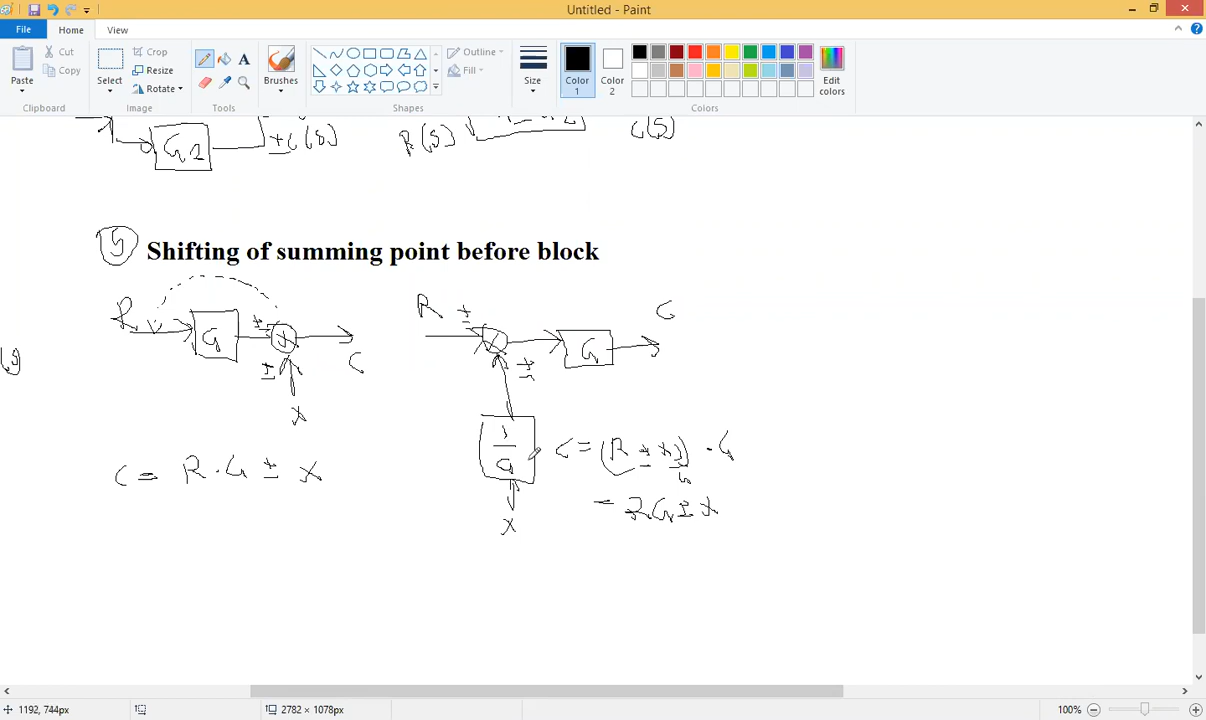 Untitled - Paint
File
Home
View
Paste
Cut
Copy
Clipboard
Select
Crop
Resize
Rotate
Image
Tools
Brushes
Shapes
Outline
Fill
Size
Color 1
Color 2
Edit colors
Colors
G2
±C(S)
R(S)
C(S)
Shifting of summing point before block
R
G
±
±
C
X
C = R·G ± X
R
±
G
C
±
1
G
X
C = (R ± X 1/G) · G
= RG ± X
1192, 744px
2782 × 1078px
100%